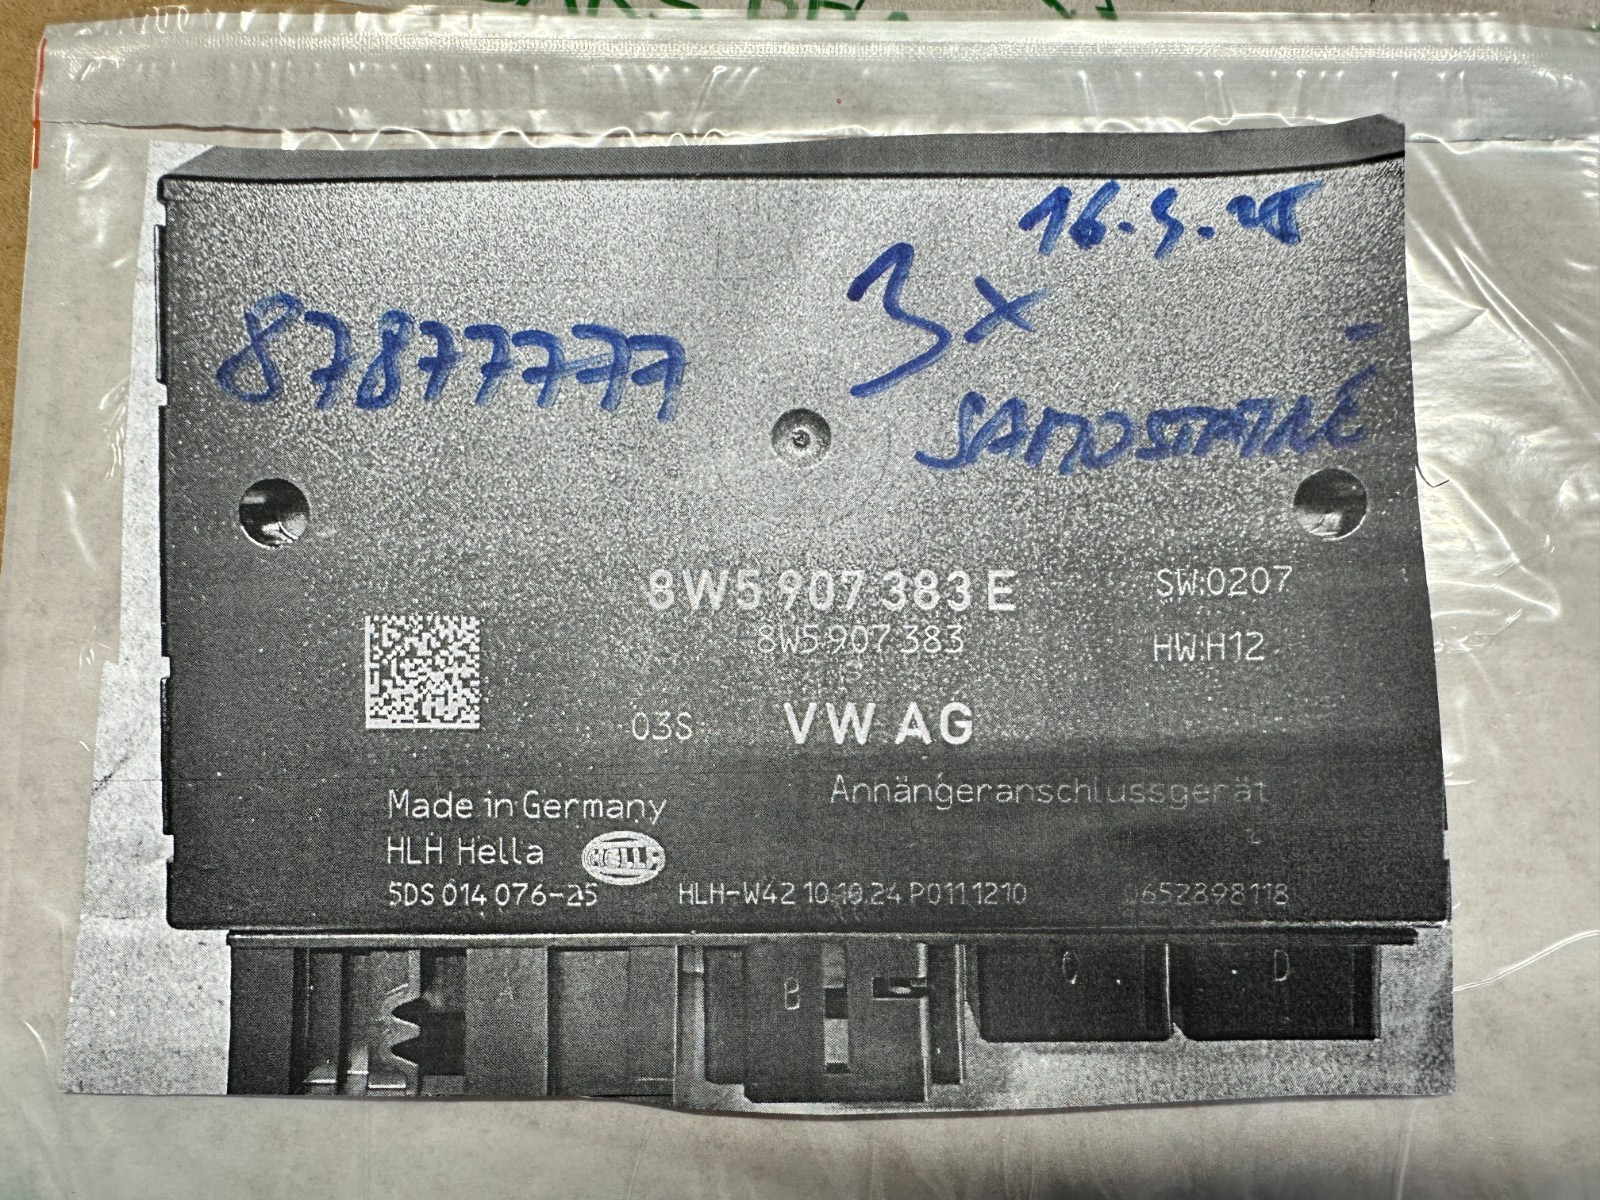 16.5.25
3x
87877777
SAMOSTATNĚ
8W5 907 383 E
SW:0207
8W5 907 383
HW:H12
03S
VW AG
Anhängeranschlussgerät
Made in Germany
HLH Hella
HELLA
5DS 014 076-25
HLH-W42 10.10.24 P011 1210
0652898118
A
B
C
D